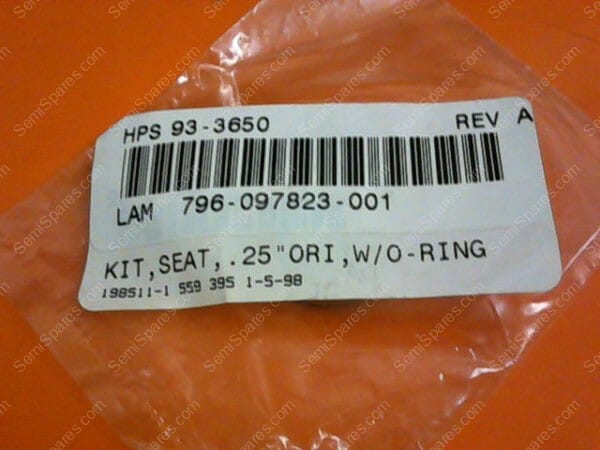 HPS 93-3650 REV A
LAM 796-097823-001
KIT,SEAT,.25"ORI,W/O-RING
198511-1 559 395 1-5-98
SemiSpares.com